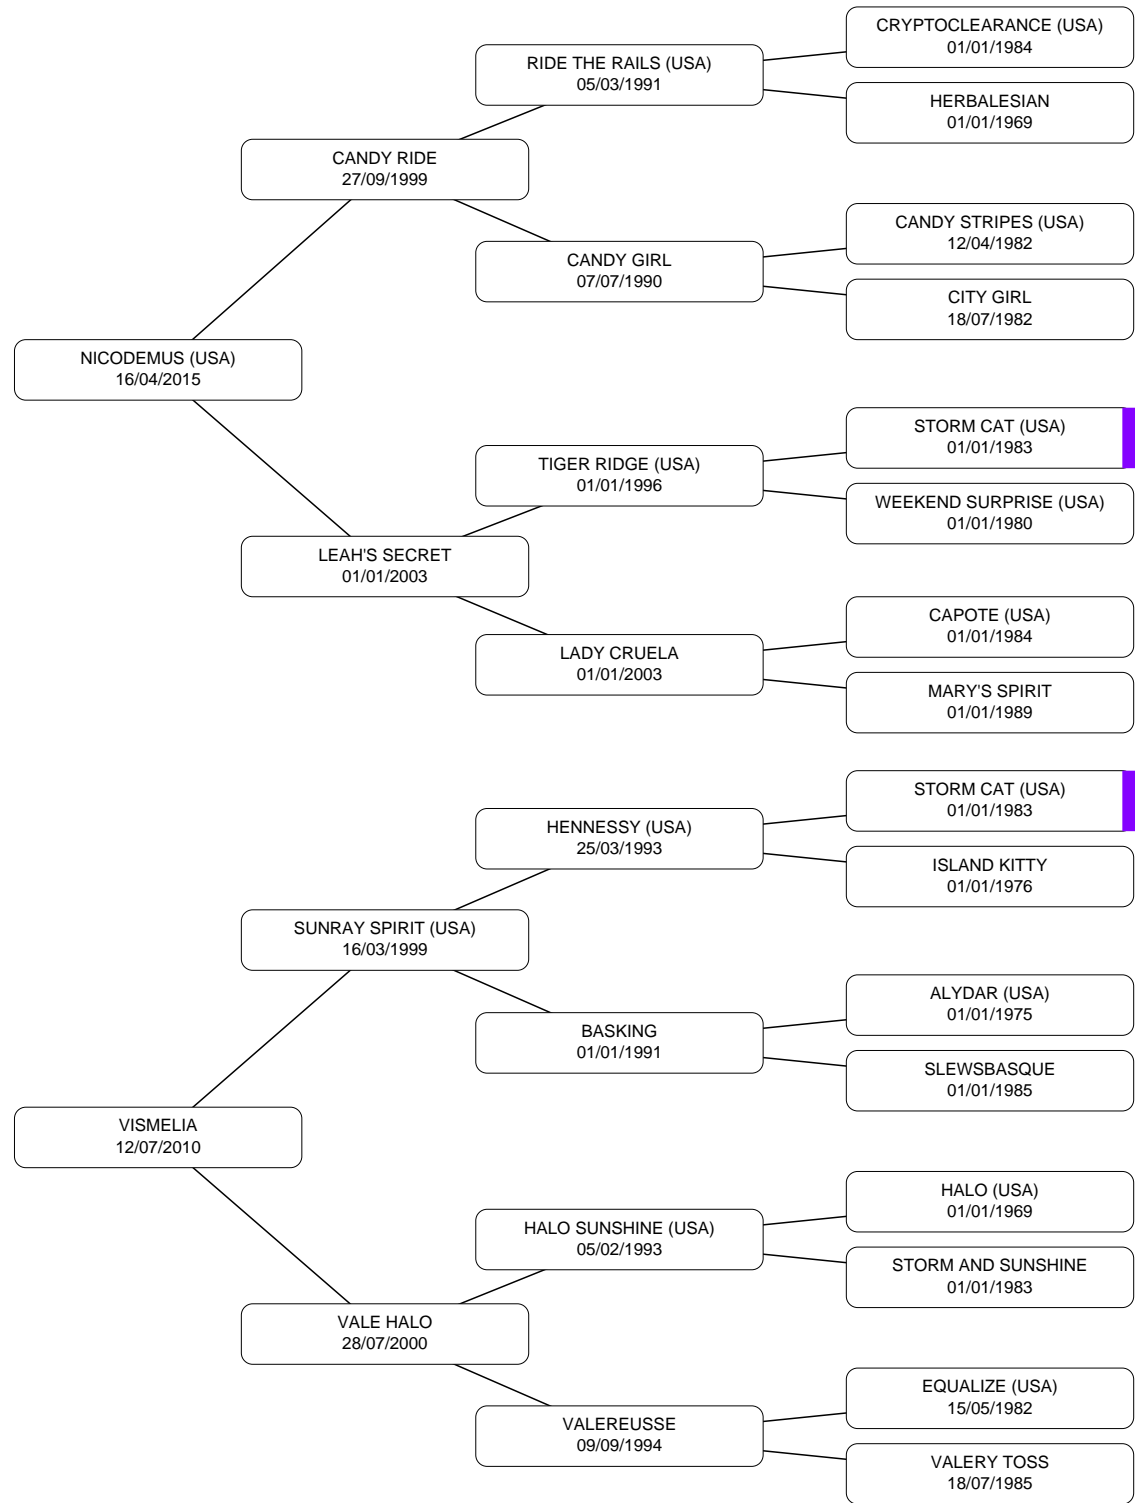 CRYPTOCLEARANCE (USA)
01/01/1984
RIDE THE RAILS (USA)
05/03/1991
HERBALESIAN
01/01/1969
CANDY RIDE
27/09/1999
CANDY STRIPES (USA)
12/04/1982
CANDY GIRL
07/07/1990
CITY GIRL
18/07/1982
NICODEMUS (USA)
16/04/2015
STORM CAT (USA)
01/01/1983
TIGER RIDGE (USA)
01/01/1996
WEEKEND SURPRISE (USA)
01/01/1980
LEAH'S SECRET
01/01/2003
CAPOTE (USA)
01/01/1984
LADY CRUELA
01/01/2003
MARY'S SPIRIT
01/01/1989
STORM CAT (USA)
01/01/1983
HENNESSY (USA)
25/03/1993
ISLAND KITTY
01/01/1976
SUNRAY SPIRIT (USA)
16/03/1999
ALYDAR (USA)
01/01/1975
BASKING
01/01/1991
SLEWSBASQUE
01/01/1985
VISMELIA
12/07/2010
HALO (USA)
01/01/1969
HALO SUNSHINE (USA)
05/02/1993
STORM AND SUNSHINE
01/01/1983
VALE HALO
28/07/2000
EQUALIZE (USA)
15/05/1982
VALEREUSSE
09/09/1994
VALERY TOSS
18/07/1985